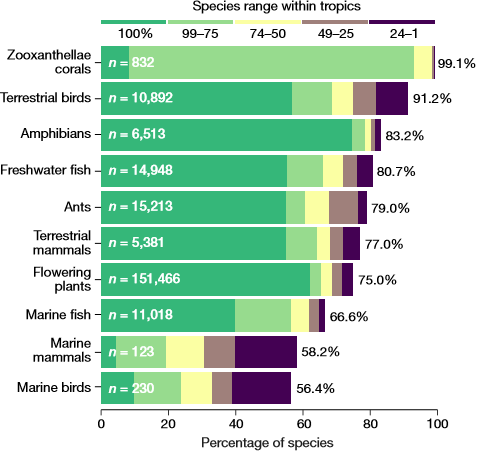 Species range within tropics
100% 99–75 74–50 49–25 24–1
Zooxanthellae
corals
n = 832
99.1%
Terrestrial birds
n = 10,892
91.2%
Amphibians
n = 6,513
83.2%
Freshwater fish
n = 14,948
80.7%
Ants
n = 15,213
79.0%
Terrestrial
mammals
n = 5,381
77.0%
Flowering
plants
n = 151,466
75.0%
Marine fish
n = 11,018
66.6%
Marine
mammals
n = 123
58.2%
Marine birds
n = 230
56.4%
0 20 40 60 80 100
Percentage of species